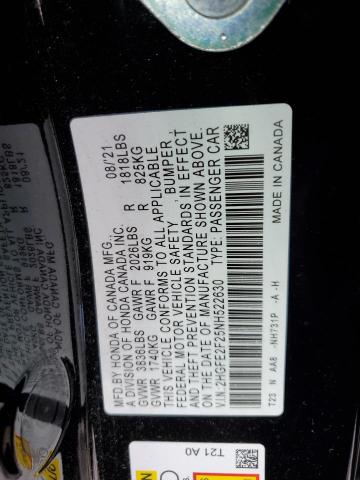 MFD BY HONDA OF CANADA MFG. 08/21
A DIVISION OF HONDA CANADA INC.
GVWR 3836LBS GAWR F 2026LBS R 1818LBS
GVWR 1740KG GAWR F 919KG R 825KG
THIS VEHICLE CONFORMS TO ALL APPLICABLE
FEDERAL MOTOR VEHICLE SAFETY BUMPER,
AND THEFT PREVENTION STANDARDS IN EFFECT
ON THE DATE OF MANUFACTURE SHOWN ABOVE.
V.I.N. 2HGFE2F25NH522630 TYPE: PASSENGER CAR
T23 N AA8 -NH731P -A -H MADE IN CANADA
T21 A0